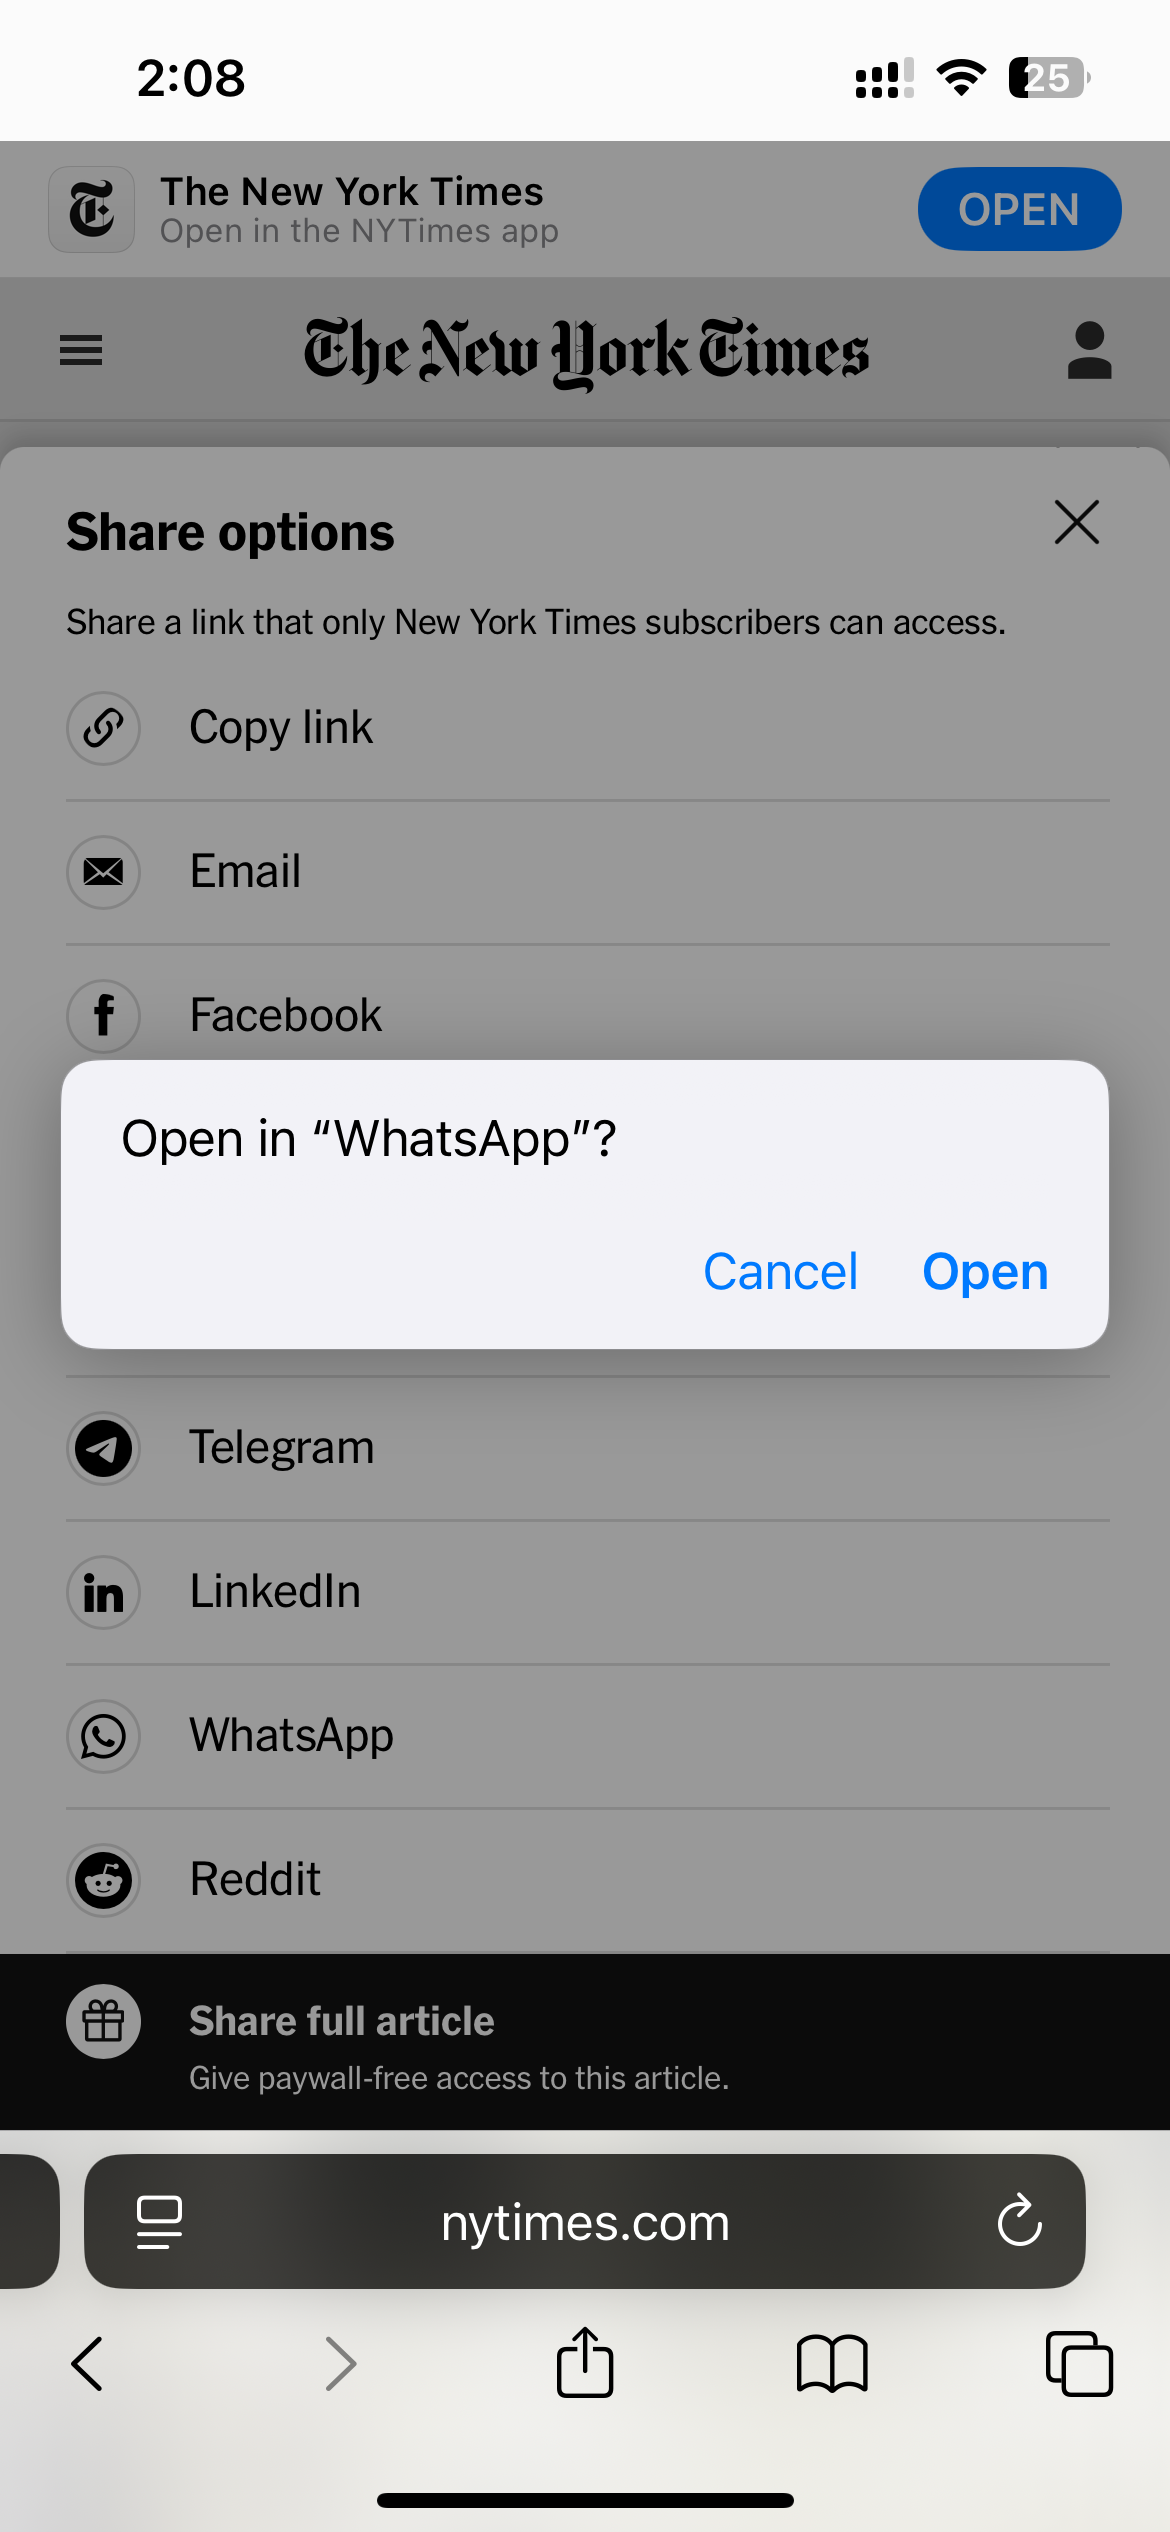 2:08
25
The New York Times
Open in the NYTimes app
OPEN
The New York Times
Share options
Share a link that only New York Times subscribers can access.
Copy link
Email
Facebook
Open in “WhatsApp”?
Cancel
Open
Telegram
LinkedIn
WhatsApp
Reddit
Share full article
Give paywall-free access to this article.
nytimes.com